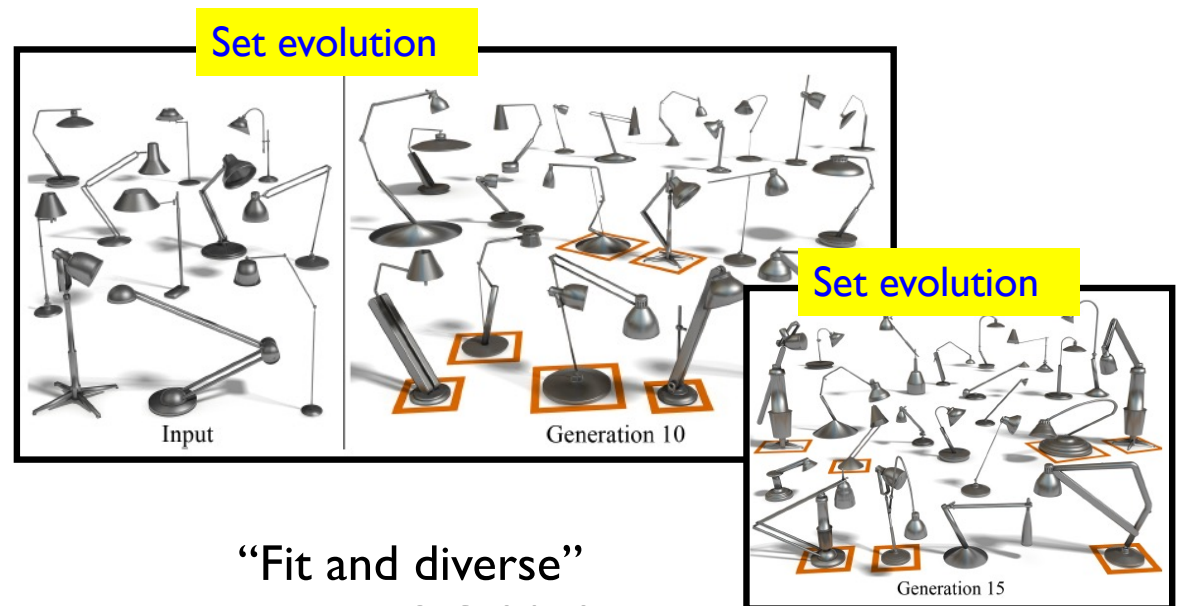 Set evolution
Input
Generation 10
Set evolution
Generation 15
“Fit and diverse”